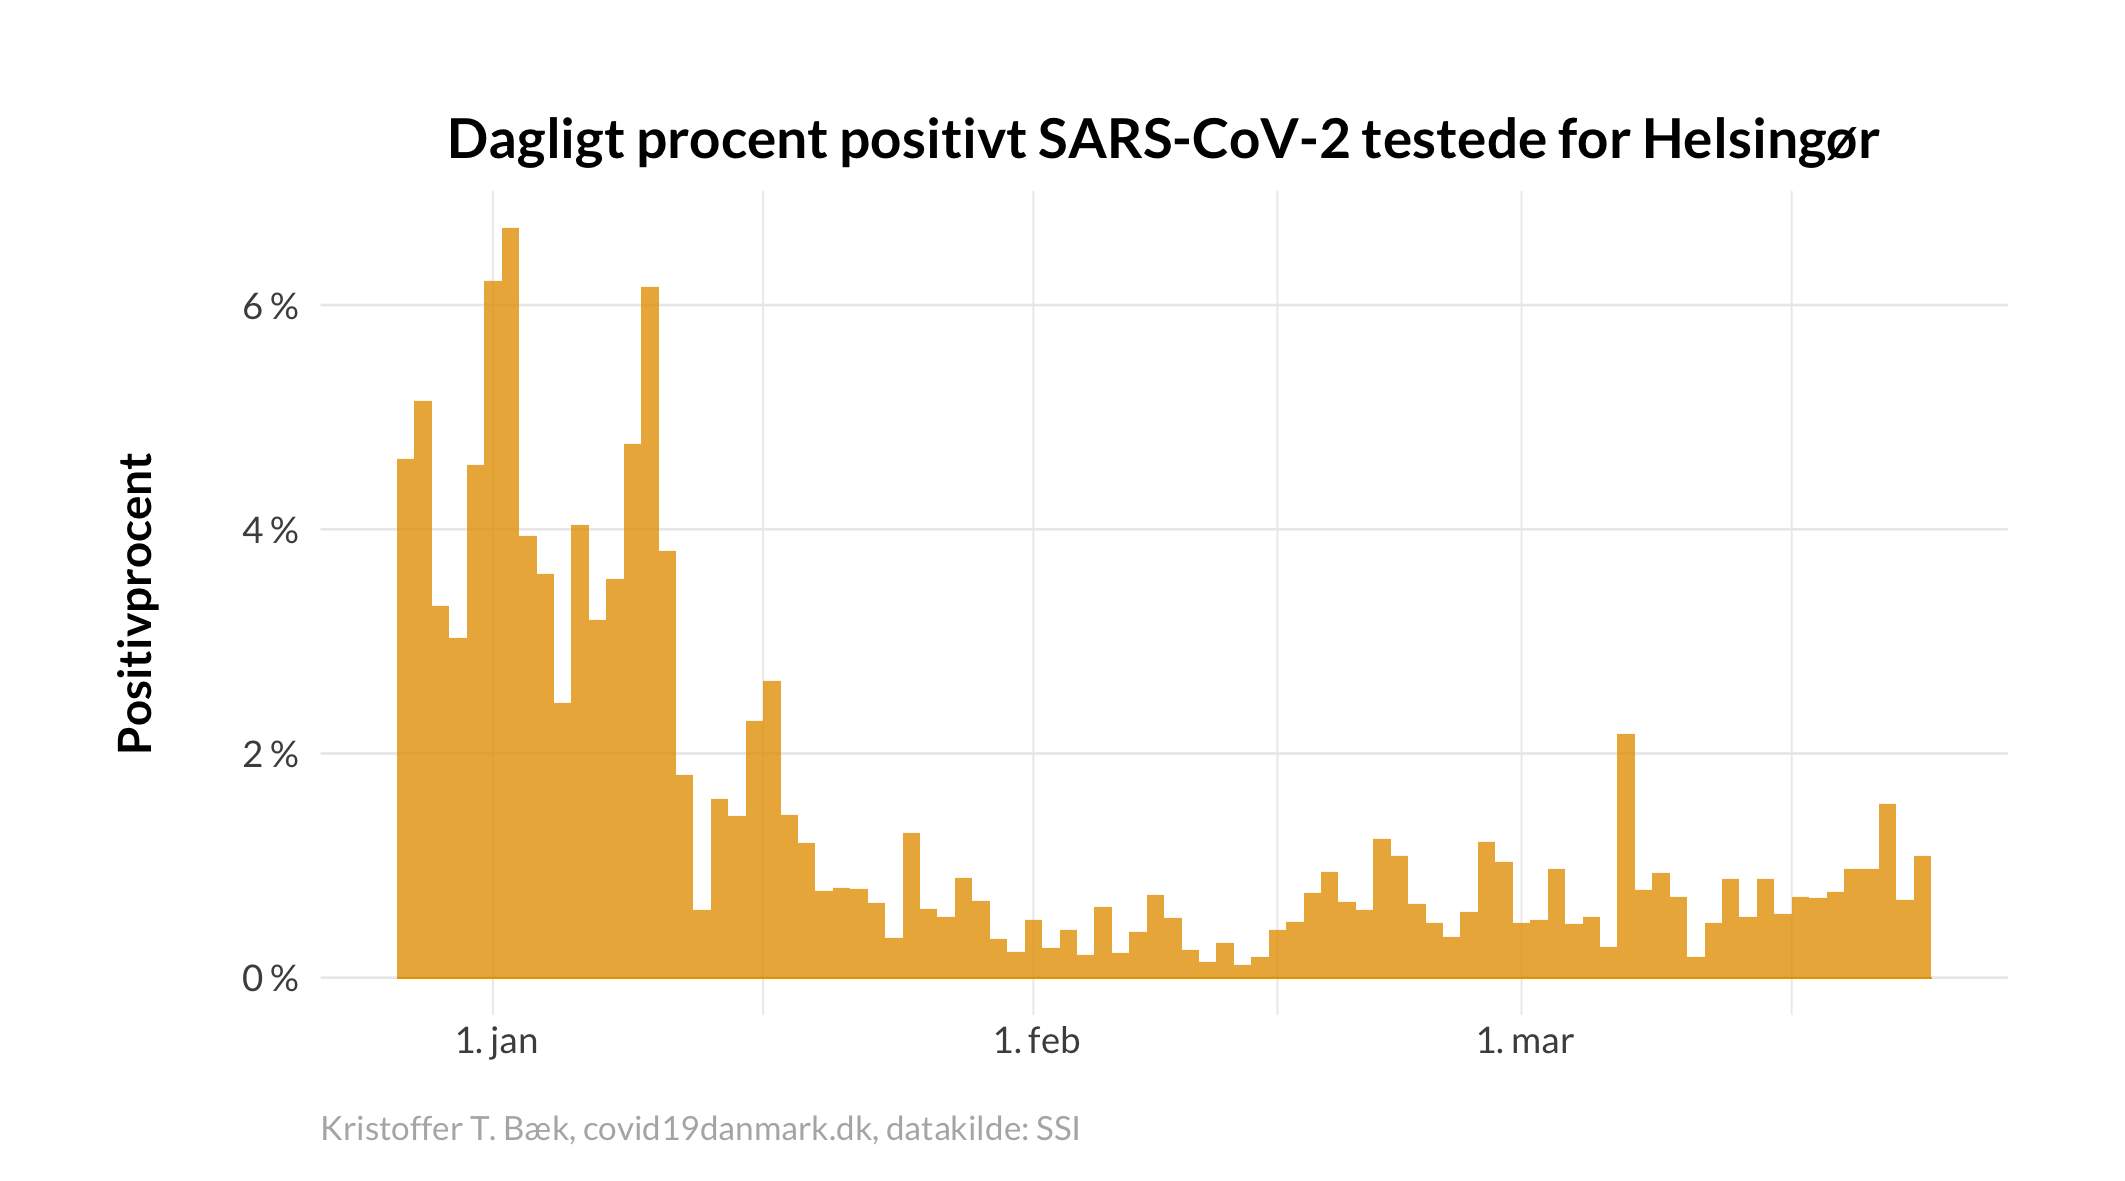 Dagligt procent positivt SARS-CoV-2 testede for Helsingør
Positivprocent
6 %
4 %
2 %
0 %
1. jan
1. feb
1. mar
Kristoffer T. Bæk, covid19danmark.dk, datakilde: SSI